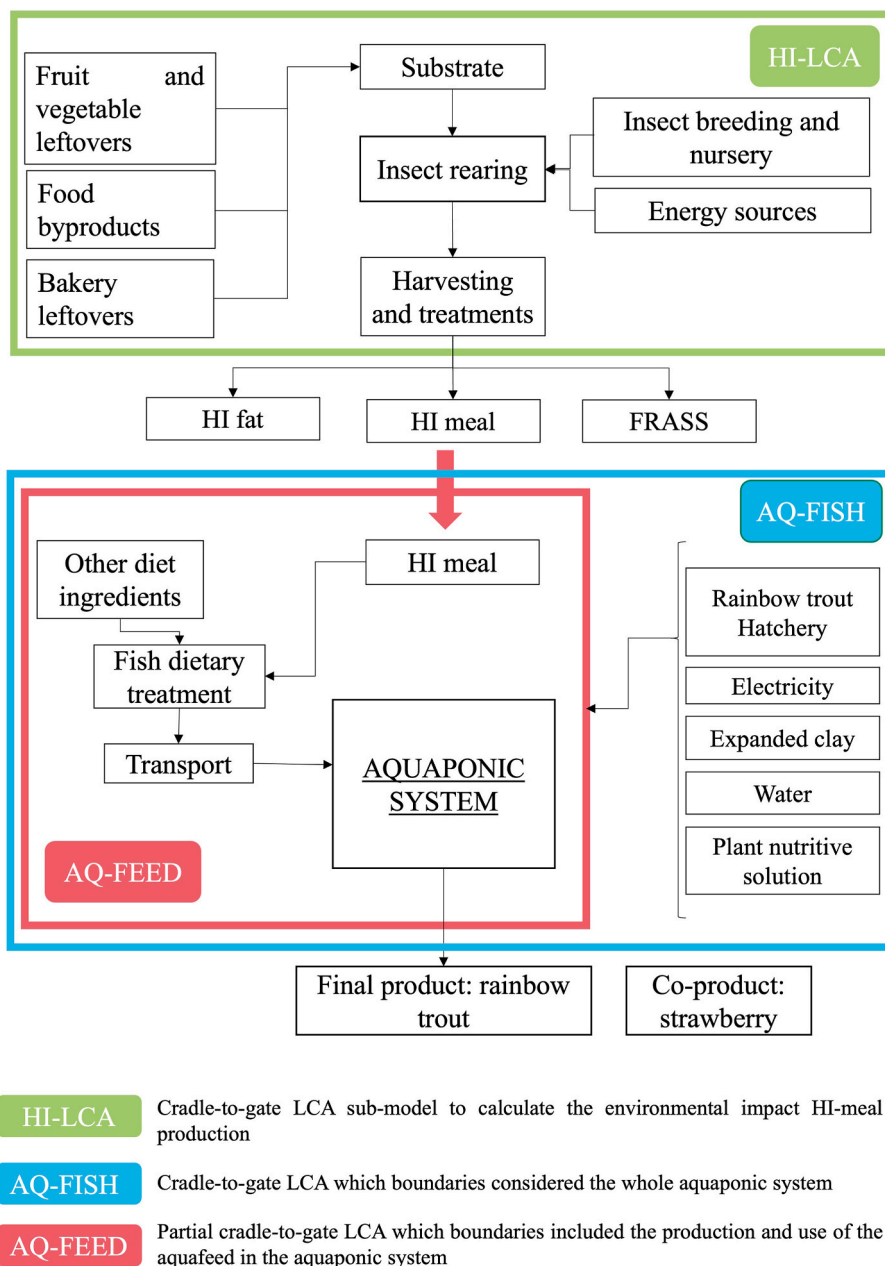 HI-LCA
Fruit and
vegetable
leftovers
Substrate
Insect breeding and
nursery
Insect rearing
Food
byproducts
Energy sources
Bakery
leftovers
Harvesting
and treatments
HI fat
HI meal
FRASS
AQ-FISH
Other diet
ingredients
HI meal
Rainbow trout
Hatchery
Fish dietary
treatment
Electricity
Expanded clay
Transport
AQUAPONIC
SYSTEM
Water
Plant nutritive
solution
AQ-FEED
Final product: rainbow
trout
Co-product:
strawberry
HI-LCA
Cradle-to-gate LCA sub-model to calculate the environmental impact HI-meal
production
AQ-FISH
Cradle-to-gate LCA which boundaries considered the whole aquaponic system
AQ-FEED
Partial cradle-to-gate LCA which boundaries included the production and use of the
aquafeed in the aquaponic system